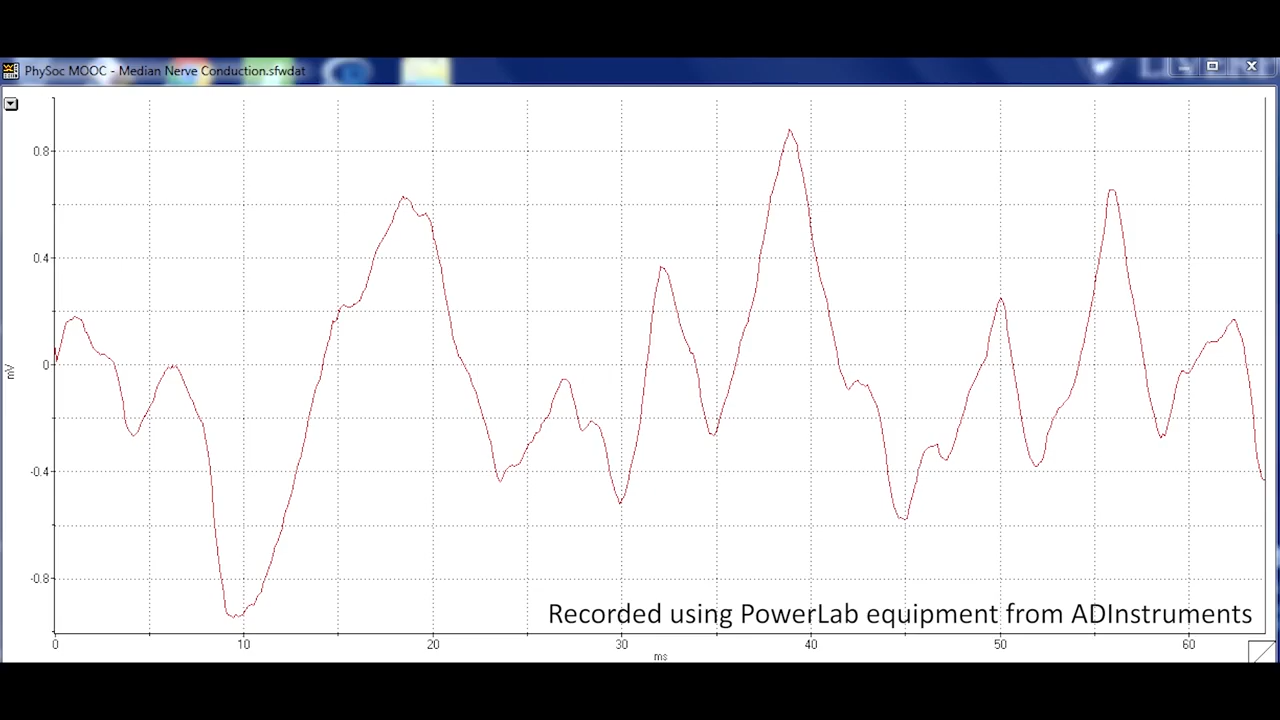 PhySoc MOOC - Median Nerve Conduction.sfwdat
0.8
0.4
0
-0.4
-0.8
mV
Recorded using PowerLab equipment from ADInstruments
0 10 20 30 40 50 60
ms